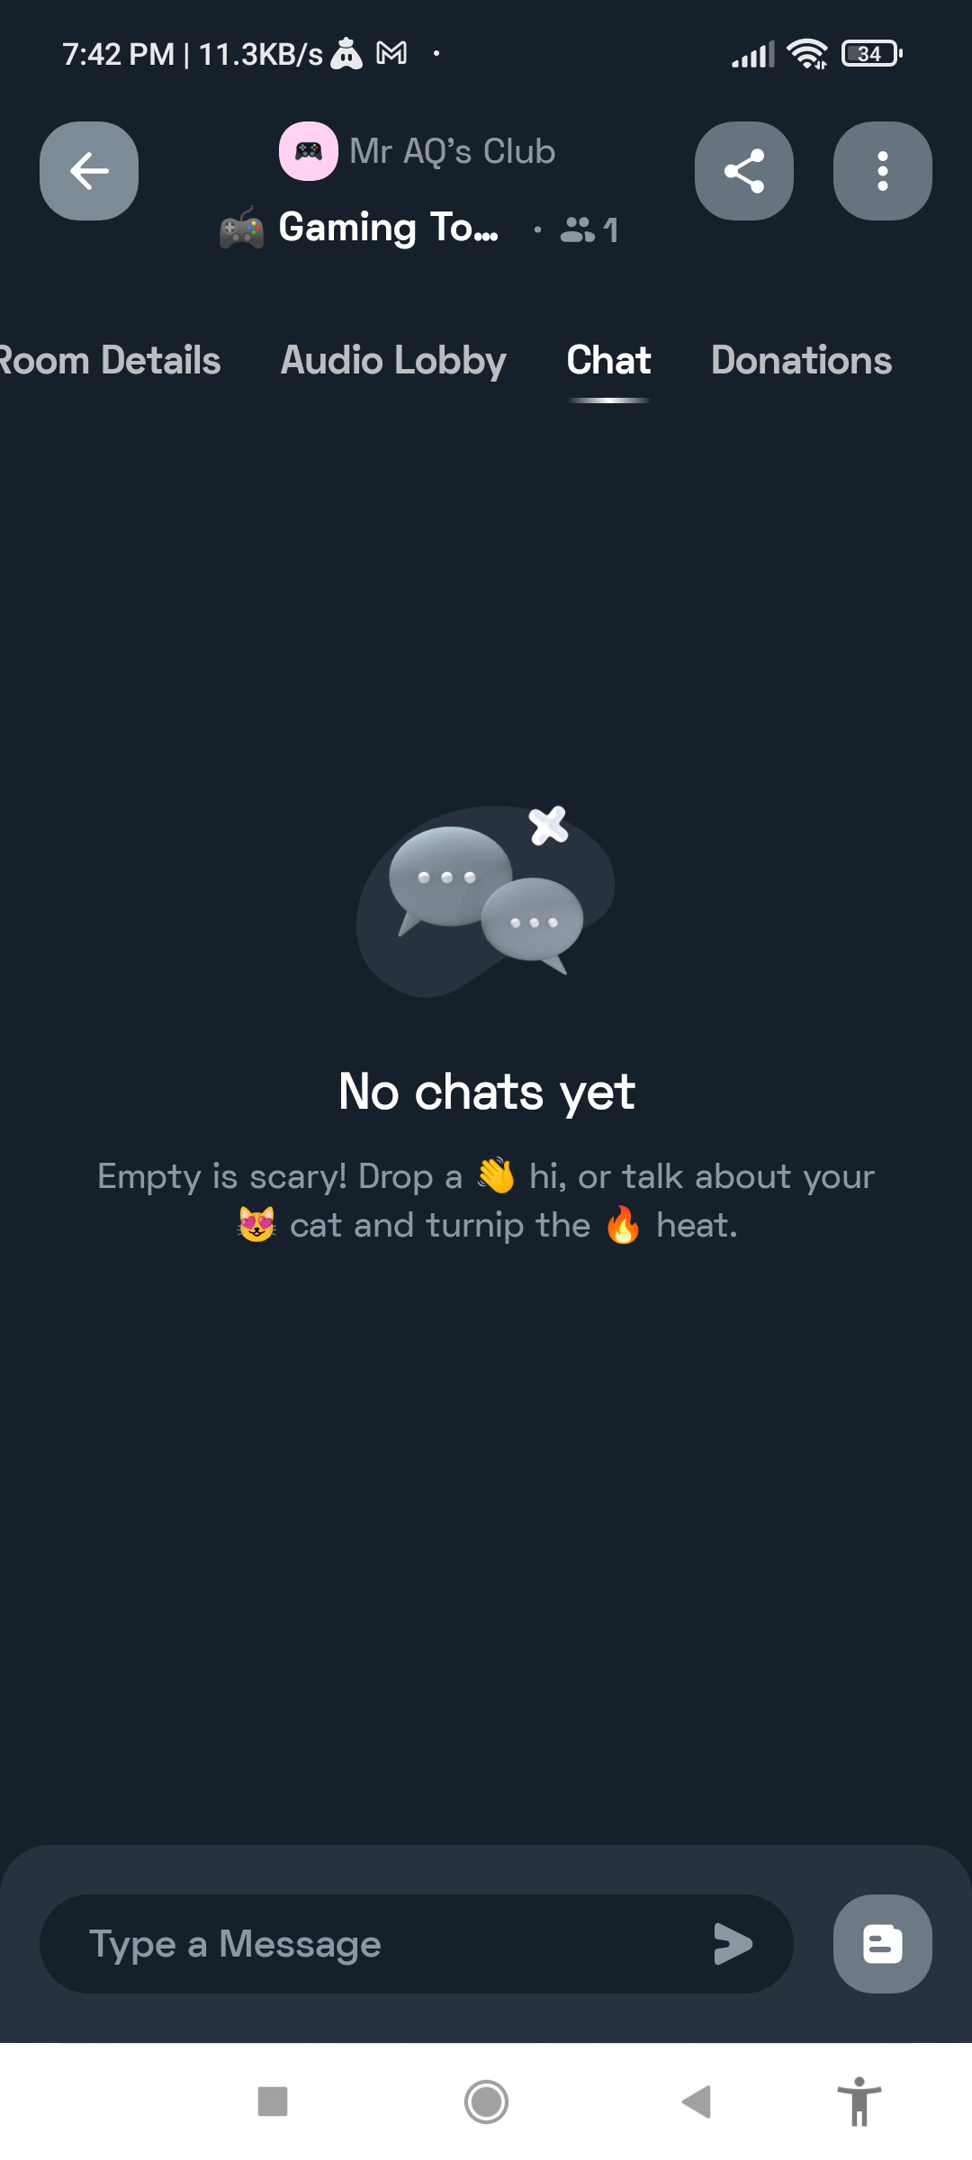 7:42 PM | 11.3KB/s
34
Mr AQ's Club
🎮 Gaming To... · 1
Room Details Audio Lobby Chat Donations
No chats yet
Empty is scary! Drop a 👋 hi, or talk about your
😻 cat and turnip the 🔥 heat.
Type a Message